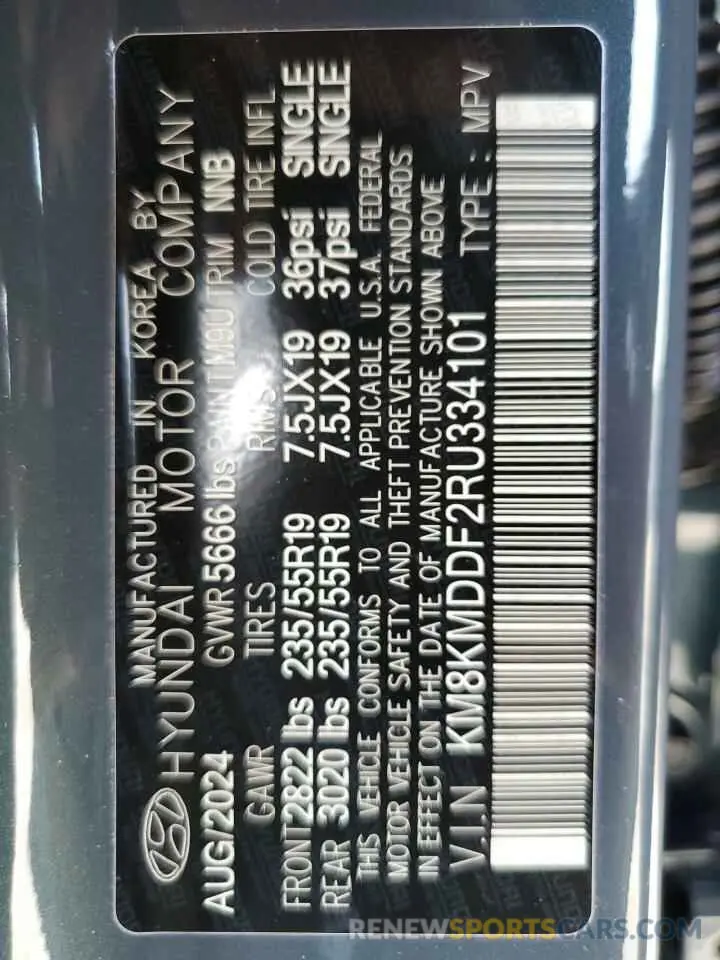 MANUFACTURED IN KOREA BY
HYUNDAI MOTOR COMPANY
AUG/2024 GVWR 5666 lbs PAINT M9U TRIM NNB
GAWR TIRES RIMS COLD TIRE INFL
FRONT 2822 lbs 235/55R19 7.5JX19 36psi SINGLE
REAR 3020 lbs 235/55R19 7.5JX19 37psi SINGLE
THIS VEHICLE CONFORMS TO ALL APPLICABLE U.S.A. FEDERAL
MOTOR VEHICLE SAFETY AND THEFT PREVENTION STANDARDS
IN EFFECT ON THE DATE OF MANUFACTURE SHOWN ABOVE
V.I.N KM8KMDDF2RU334101 TYPE : MPV
RENEWSPORTSCARS.COM